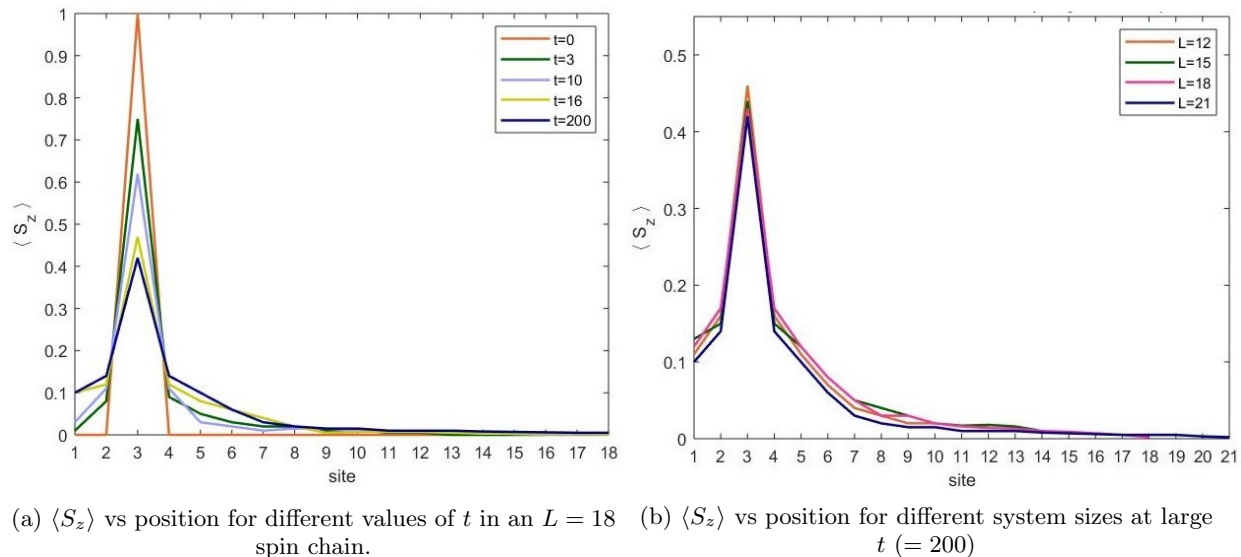 1
0.9
0.8
0.7
0.6
0.5
0.4
0.3
0.2
0.1
0
⟨ S_z ⟩
1 2 3 4 5 6 7 8 9 10 11 12 13 14 15 16 17 18
site
t=0
t=3
t=10
t=16
t=200
(a) ⟨S_z⟩ vs position for different values of t in an L = 18
spin chain.
0.5
0.4
0.3
0.2
0.1
0
⟨ S_z ⟩
1 2 3 4 5 6 7 8 9 10 11 12 13 14 15 16 17 18 19 20 21
site
L=12
L=15
L=18
L=21
(b) ⟨S_z⟩ vs position for different system sizes at large
t (= 200)